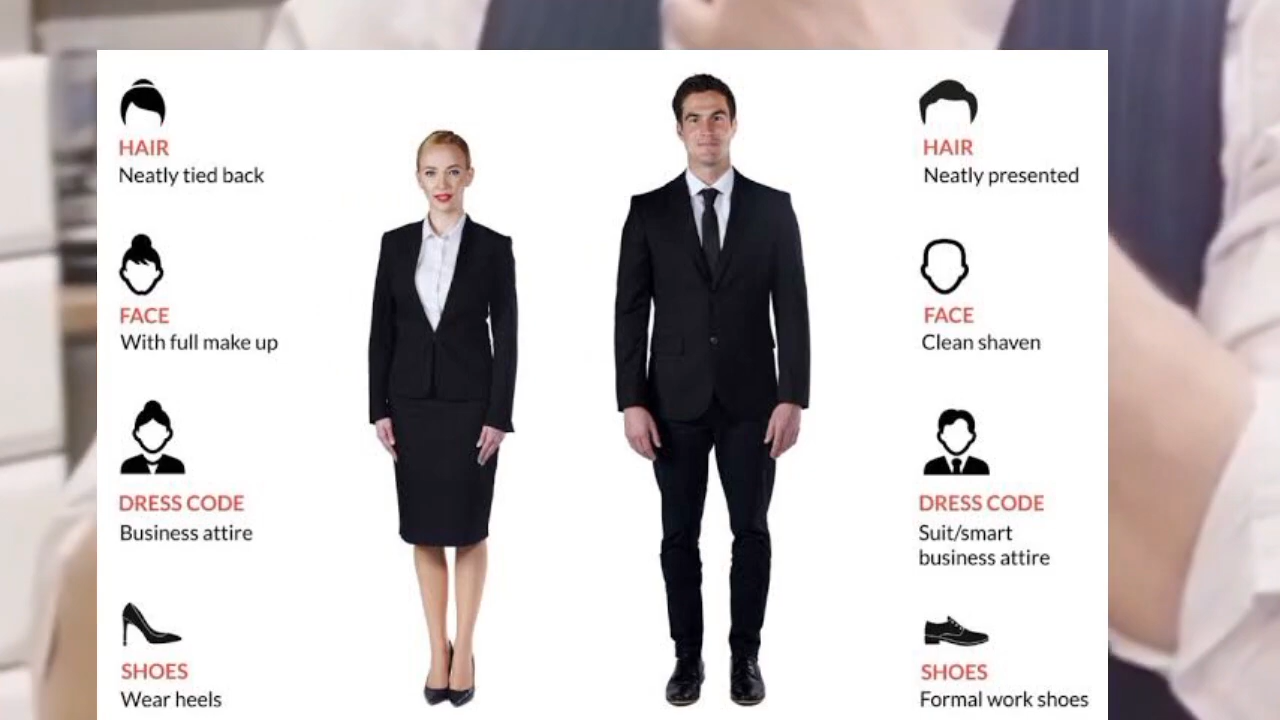 HAIR
Neatly tied back
FACE
With full make up
DRESS CODE
Business attire
SHOES
Wear heels
HAIR
Neatly presented
FACE
Clean shaven
DRESS CODE
Suit/smart
business attire
SHOES
Formal work shoes